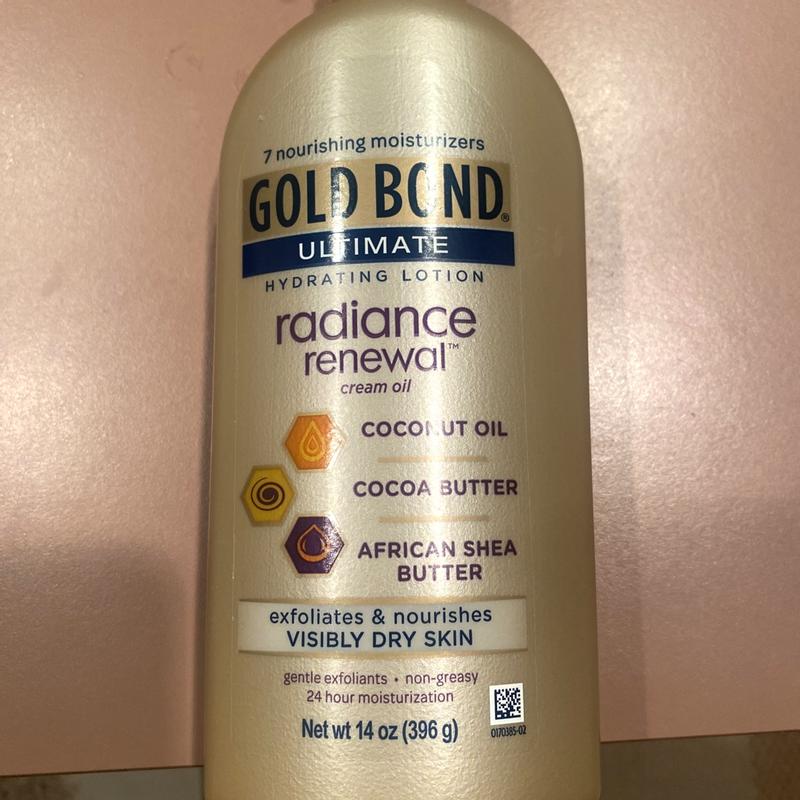 7 nourishing moisturizers
GOLD BOND®
ULTIMATE
HYDRATING LOTION
radiance
renewal™
cream oil
COCONUT OIL
COCOA BUTTER
AFRICAN SHEA
BUTTER
exfoliates & nourishes
VISIBLY DRY SKIN
gentle exfoliants • non-greasy
24 hour moisturization
Net wt 14 oz (396 g)
0170385-02